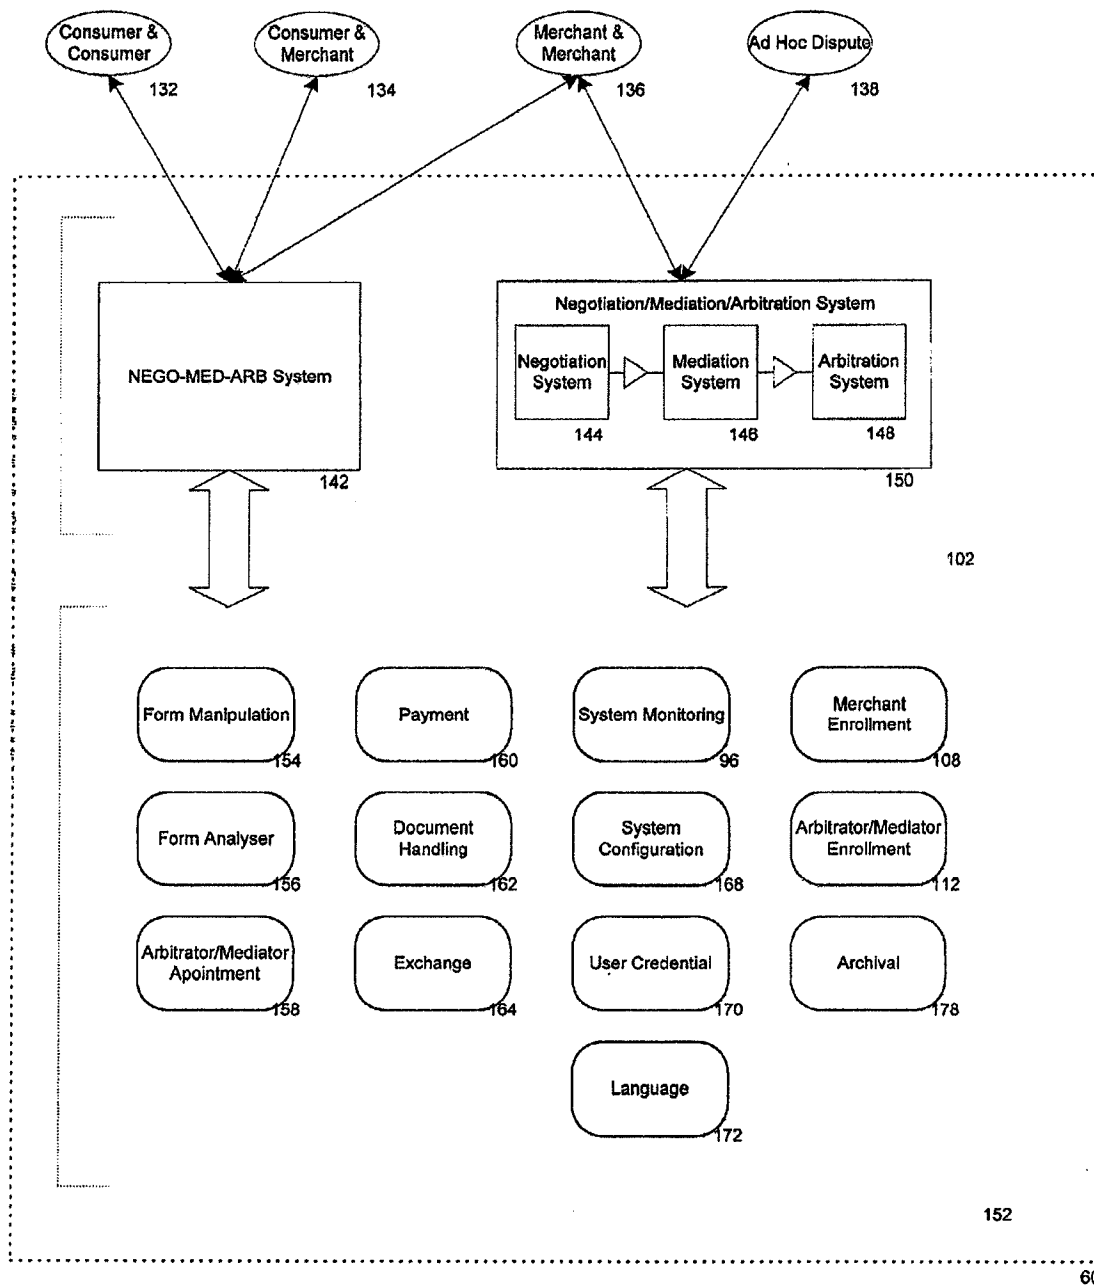 Consumer &
Consumer
132
Consumer &
Merchant
134
Merchant &
Merchant
136
Ad Hoc Dispute
138
NEGO-MED-ARB System
142
Negotiation/Mediation/Arbitration System
Negotiation
System
144
Mediation
System
146
Arbitration
System
148
150
102
Form Manipulation
154
Payment
160
System Monitoring
96
Merchant
Enrollment
108
Form Analyser
156
Document
Handling
162
System
Configuration
168
Arbitrator/Mediator
Enrollment
112
Arbitrator/Mediator
Apointment
158
Exchange
164
User Credential
170
Archival
178
Language
172
152
60